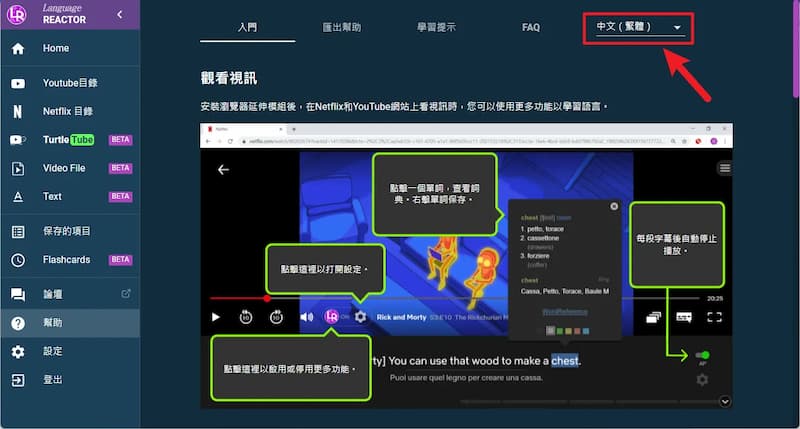 Language
REACTOR
Home
Youtube目錄
Netflix 目錄
TurtleTube BETA
Video File BETA
Text BETA
保存的項目
Flashcards BETA
論壇
幫助
設定
登出
入門 匯出幫助 學習提示 FAQ 中文 ( 繁體 )
觀看視訊
安裝瀏覽器延伸模組後，在Netflix和YouTube網站上看視訊時，您可以使用更多功能以學習語言。
點擊一個單詞，查看詞
典。右擊單詞保存。
chest noun
1. petto, torace
2. cassettone
(drawers)
3. forziere
(coffer)
chest
Cassa, Petto, Torace, Baule M
WordReference
每段字幕後自動停止
播放。
點擊這裡以打開設定。
20:25
LR ON Rick and Morty S3:E10 The Rickchurian
點擊這裡以啟用或停用更多功能。
rty] You can use that wood to make a chest.
Puoi usare quel legno per creare una cassa.
AP